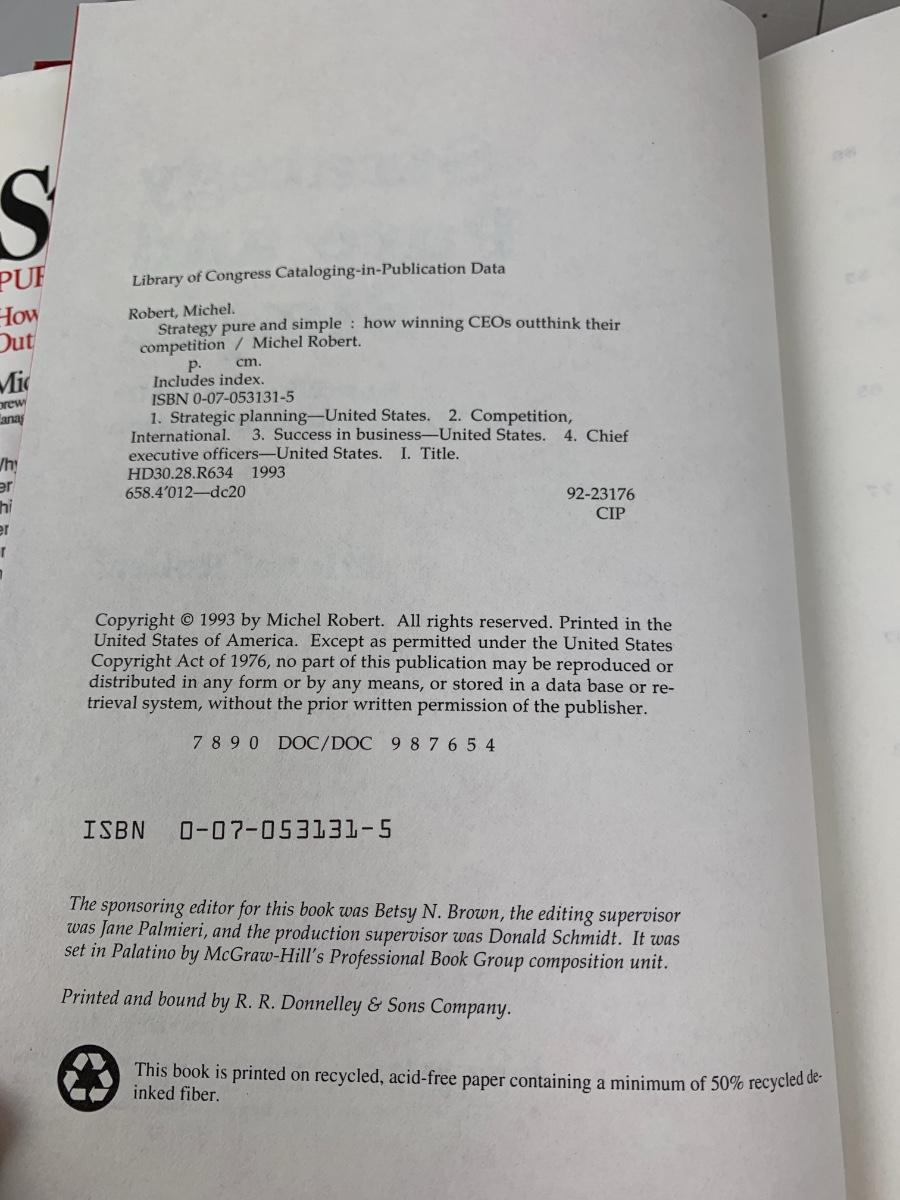 Library of Congress Cataloging-in-Publication Data
Robert, Michel.
Strategy pure and simple : how winning CEOs outthink their
competition / Michel Robert.
p. cm.
Includes index.
ISBN 0-07-053131-5
1. Strategic planning—United States. 2. Competition,
International. 3. Success in business—United States. 4. Chief
executive officers—United States. I. Title.
HD30.28.R634 1993
658.4'012—dc20 92-23176
CIP
Copyright © 1993 by Michel Robert. All rights reserved. Printed in the
United States of America. Except as permitted under the United States
Copyright Act of 1976, no part of this publication may be reproduced or
distributed in any form or by any means, or stored in a data base or re-
trieval system, without the prior written permission of the publisher.
7 8 9 0 DOC/DOC 9 8 7 6 5 4
ISBN 0-07-053131-5
The sponsoring editor for this book was Betsy N. Brown, the editing supervisor
was Jane Palmieri, and the production supervisor was Donald Schmidt. It was
set in Palatino by McGraw-Hill's Professional Book Group composition unit.
Printed and bound by R. R. Donnelley & Sons Company.
This book is printed on recycled, acid-free paper containing a minimum of 50% recycled de-
inked fiber.